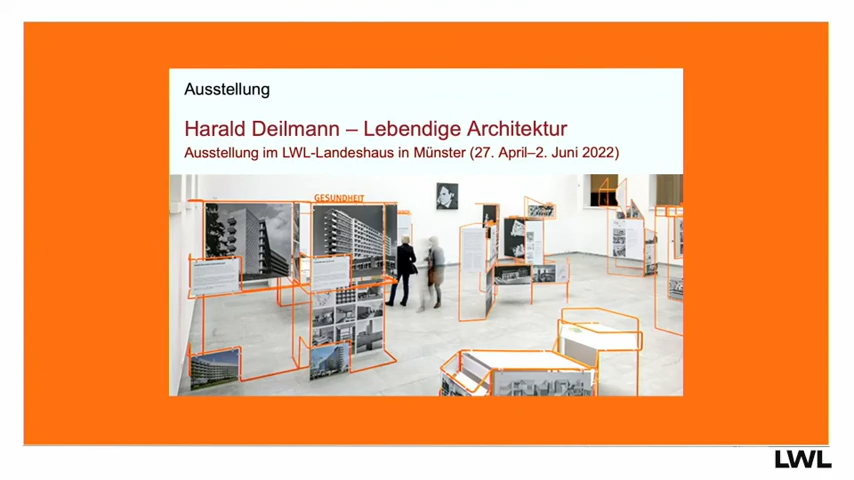 Ausstellung
Harald Deilmann – Lebendige Architektur
Ausstellung im LWL-Landeshaus in Münster (27. April–2. Juni 2022)
GESUNDHEIT
LWL